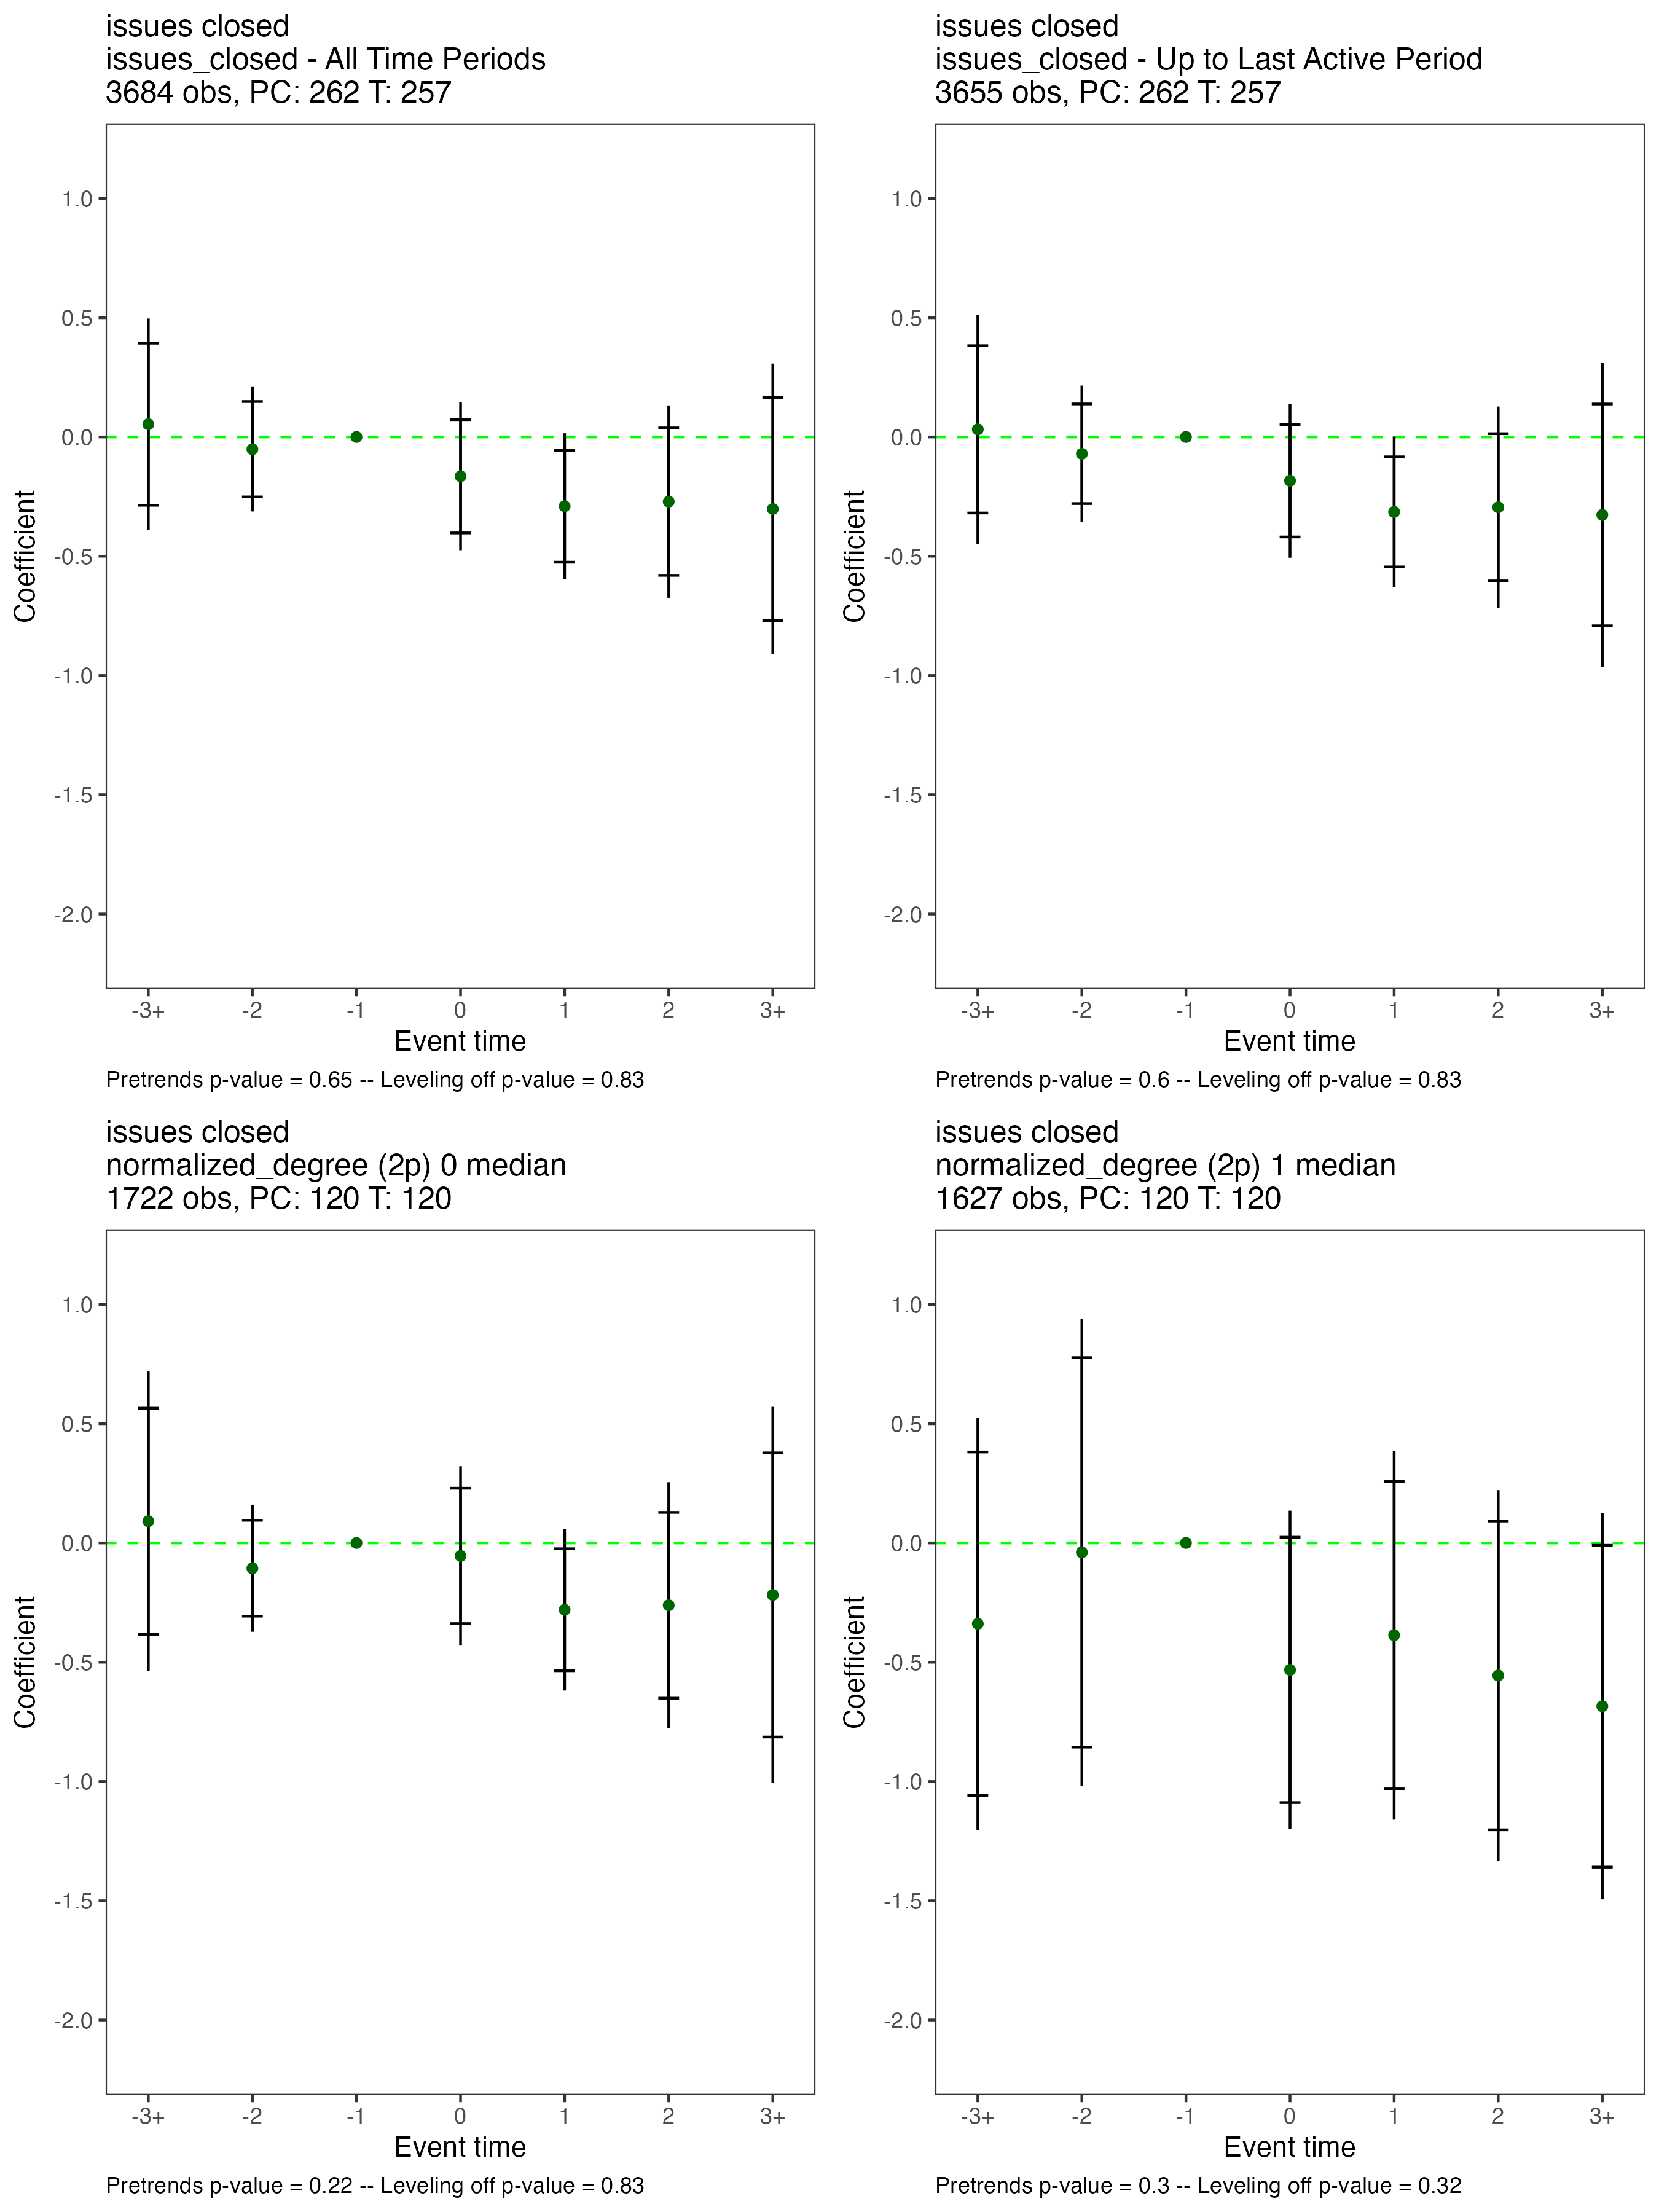 issues closed
issues_closed - All Time Periods
3684 obs, PC: 262 T: 257
1.0
0.5
0.0
-0.5
-1.0
-1.5
-2.0
Coefficient
-3+ -2 -1 0 1 2 3+
Event time
Pretrends p-value = 0.65 -- Leveling off p-value = 0.83
issues closed
issues_closed - Up to Last Active Period
3655 obs, PC: 262 T: 257
1.0
0.5
0.0
-0.5
-1.0
-1.5
-2.0
Coefficient
-3+ -2 -1 0 1 2 3+
Event time
Pretrends p-value = 0.6 -- Leveling off p-value = 0.83
issues closed
normalized_degree (2p) 0 median
1722 obs, PC: 120 T: 120
1.0
0.5
0.0
-0.5
-1.0
-1.5
-2.0
Coefficient
-3+ -2 -1 0 1 2 3+
Event time
Pretrends p-value = 0.22 -- Leveling off p-value = 0.83
issues closed
normalized_degree (2p) 1 median
1627 obs, PC: 120 T: 120
1.0
0.5
0.0
-0.5
-1.0
-1.5
-2.0
Coefficient
-3+ -2 -1 0 1 2 3+
Event time
Pretrends p-value = 0.3 -- Leveling off p-value = 0.32